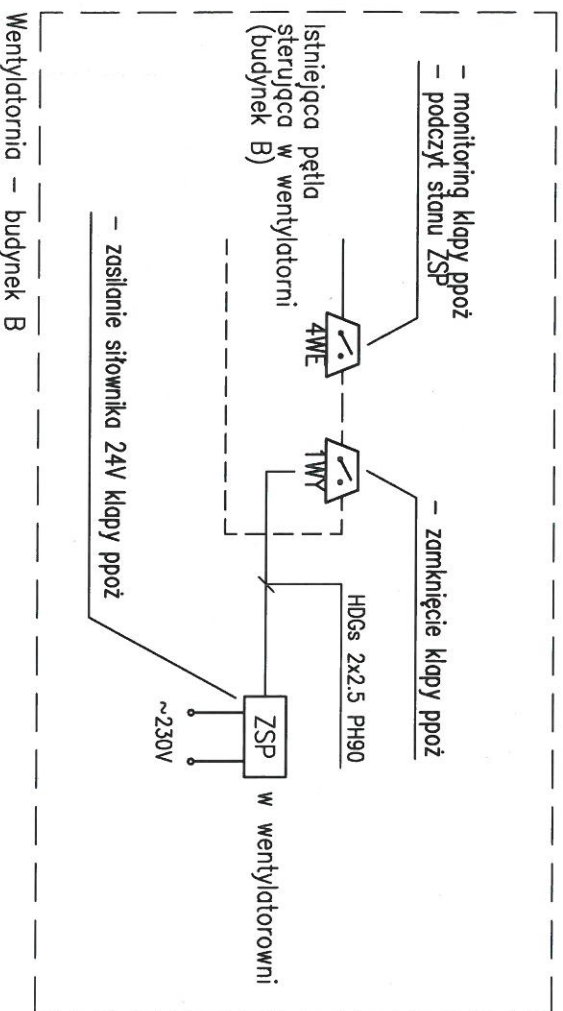 – monitoring klapy ppoż
– podczyt stanu ZSP
– zamknięcie klapy ppoż
4WE
1WY
Istniejąca pętla
sterująca w wentylatorni
(budynek B)
HDGs 2x2.5 PH90
ZSP
w wentylatorowni
~230V
– zasilanie siłownika 24V klapy ppoż
Wentylatornia – budynek B